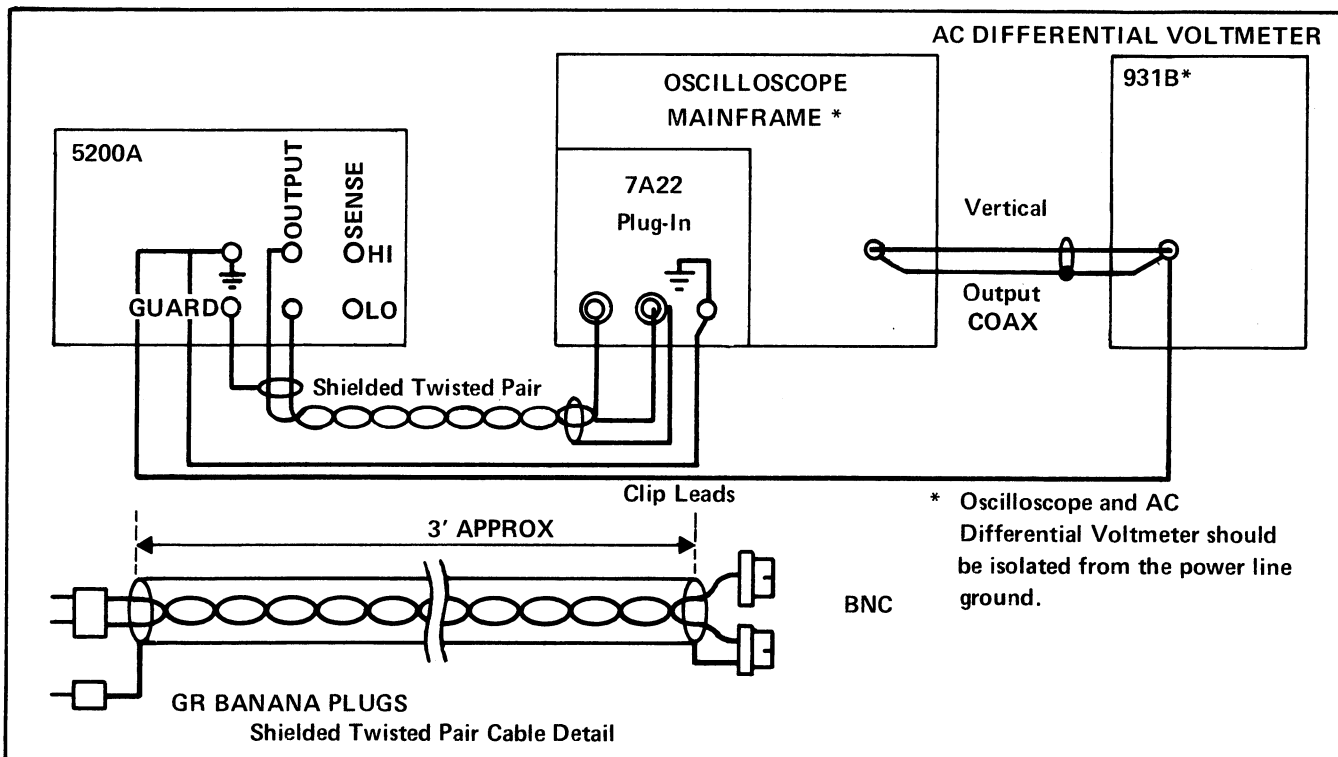 AC DIFFERENTIAL VOLTMETER
5200A
OUTPUT
SENSE
HI
GUARD
LO
OSCILLOSCOPE
MAINFRAME *
7A22
Plug-In
931B*
Vertical
Output
COAX
Shielded Twisted Pair
Clip Leads
* Oscilloscope and AC
Differential Voltmeter should
be isolated from the power line
ground.
3' APPROX
BNC
GR BANANA PLUGS
Shielded Twisted Pair Cable Detail